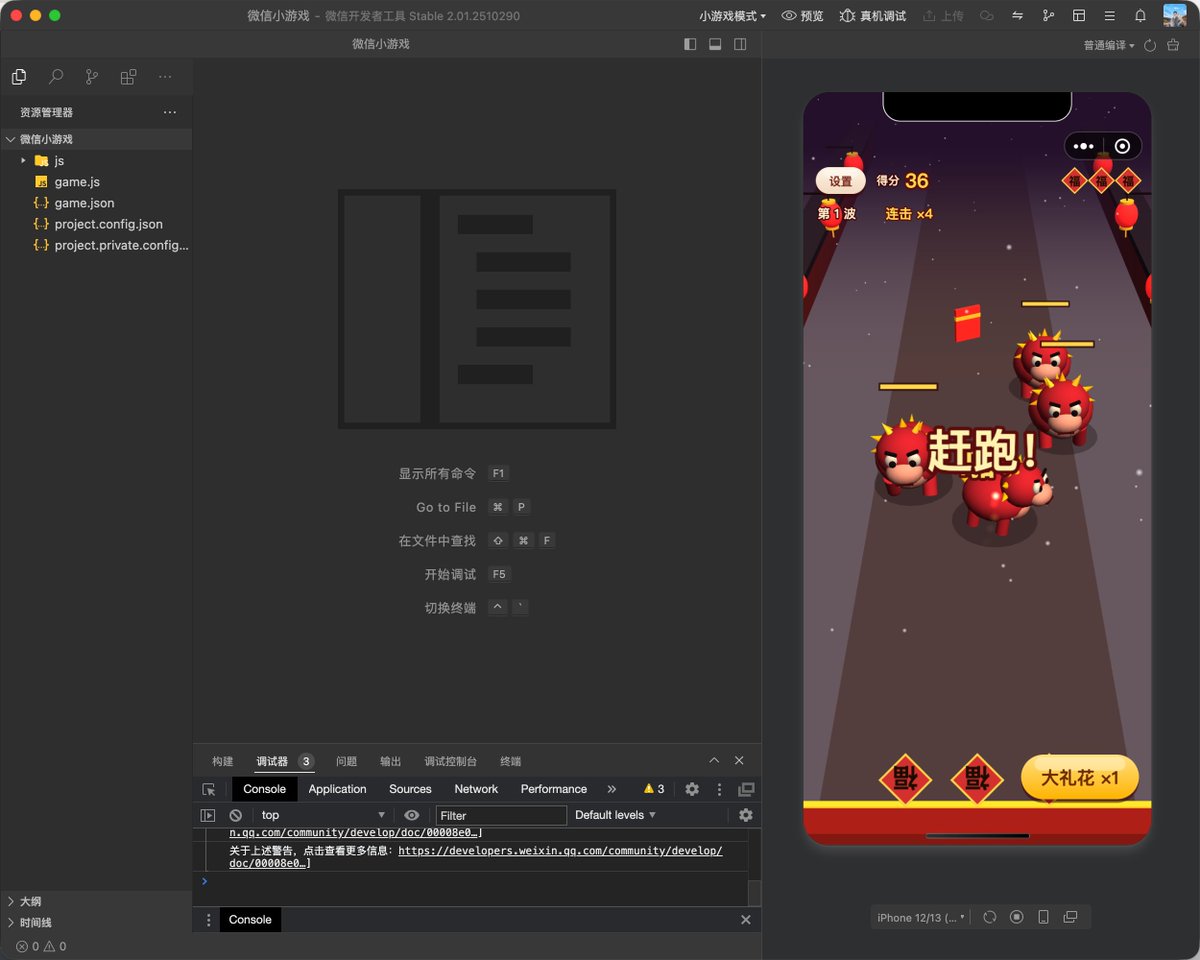 微信小游戏 - 微信开发者工具 Stable 2.01.2510290
小游戏模式 预览 真机调试 上传
微信小游戏
普通编译
资源管理器
微信小游戏
js
JS game.js
{..} game.json
{..} project.config.json
{..} project.private.config...
显示所有命令 F1
Go to File ⌘ P
在文件中查找 ⇧ ⌘ F
开始调试 F5
切换终端 ^ `
构建 调试器 3 问题 输出 调试控制台 终端
Console Application Sources Network Performance » 3
top Filter Default levels
n.qq.com/community/develop/doc/00008e0…]
关于上述警告，点击查看更多信息: https://developers.weixin.qq.com/community/develop/
doc/00008e0…]
>
Console
大纲
时间线
0 0
设置 得分 36 福 福 福
第 1 波 连击 ×4
赶跑!
福 福 大礼花 ×1
iPhone 12/13 (...